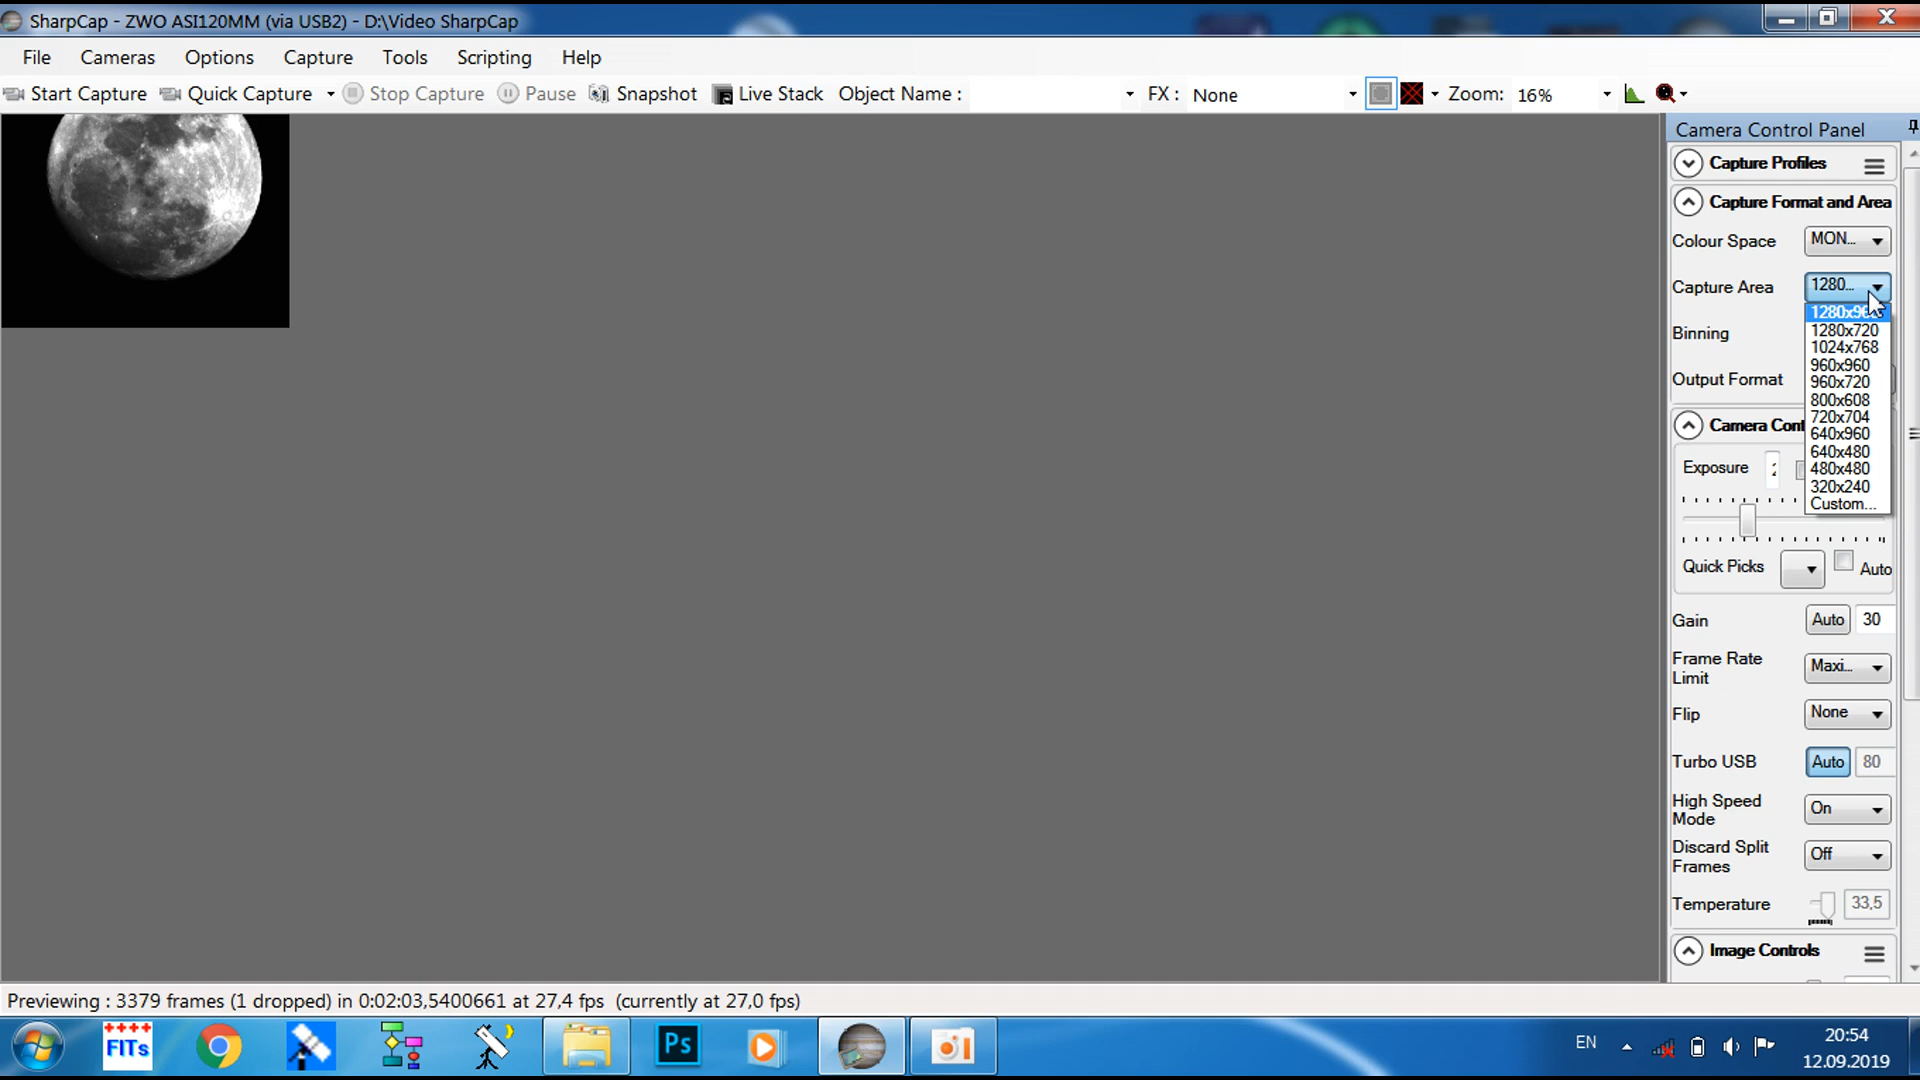 SharpCap - ZWO ASI120MM (via USB2) - D:\Video SharpCap
File Cameras Options Capture Tools Scripting Help
Start Capture Quick Capture Stop Capture Pause Snapshot Live Stack Object Name : FX : None Zoom: 16%
Camera Control Panel
Capture Profiles
Capture Format and Area
Colour Space MON...
Capture Area 1280...
1280x96
1280x720
1024x768
960x960
960x720
800x608
720x704
640x960
640x480
480x480
320x240
Custom...
Binning
Output Format
Camera Cont
Exposure
Quick Picks Auto
Gain Auto 30
Frame Rate Limit Maxi...
Flip None
Turbo USB Auto 80
High Speed Mode On
Discard Split Frames Off
Temperature 33,5
Image Controls
Previewing : 3379 frames (1 dropped) in 0:02:03,5400661 at 27,4 fps (currently at 27,0 fps)
FITs
Ps
EN
20:54
12.09.2019